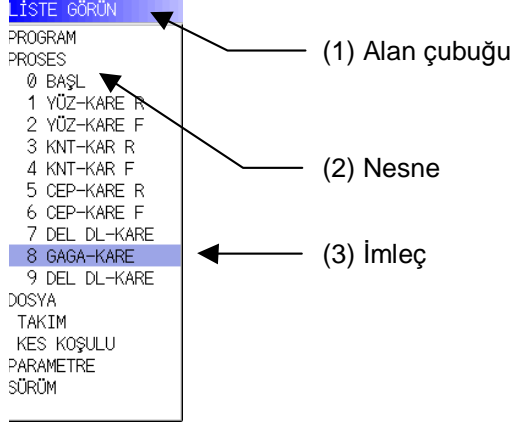 LİSTE GÖRÜN
PROGRAM
PROSES
0 BAŞL
1 YÜZ-KARE R
2 YÜZ-KARE F
3 KNT-KAR R
4 KNT-KAR F
5 CEP-KARE R
6 CEP-KARE F
7 DEL DL-KARE
8 GAGA-KARE
9 DEL DL-KARE
DOSYA
TAKIM
KES KOŞULU
PARAMETRE
SÜRÜM
(1) Alan çubuğu
(2) Nesne
(3) İmleç